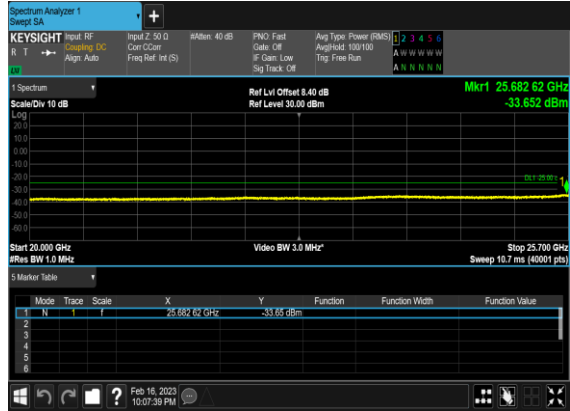 Spectrum Analyzer 1
Swept SA
+
KEYSIGHT Input: RF Input Z: 50 Ω #Atten: 40 dB PNO: Fast Avg Type: Power (RMS) 1 2 3 4 5 6
R T Coupling: DC Corr CCorr Gate: Off Avg|Hold: 100/100 A W W W W W
Align: Auto Freq Ref: Int (S) IF Gain: Low Trig: Free Run
LV Sig Track: Off A N N N N N
1 Spectrum Ref Lvl Offset 8.40 dB Mkr1 25.682 62 GHz
Scale/Div 10 dB Ref Level 30.00 dBm -33.652 dBm
Log
20.0
10.0
0.00
-10.0
-20.0 1
-30.0
-40.0
-50.0
-60.0
Start 20.000 GHz Video BW 3.0 MHz* Stop 25.700 GHz
#Res BW 1.0 MHz Sweep 10.7 ms (40001 pts)
5 Marker Table
Mode Trace Scale X Y Function Function Width Function Value
1 N 1 f 25.682 62 GHz -33.65 dBm
2
3
4
5
6
? Feb 16, 2023
10:07:39 PM